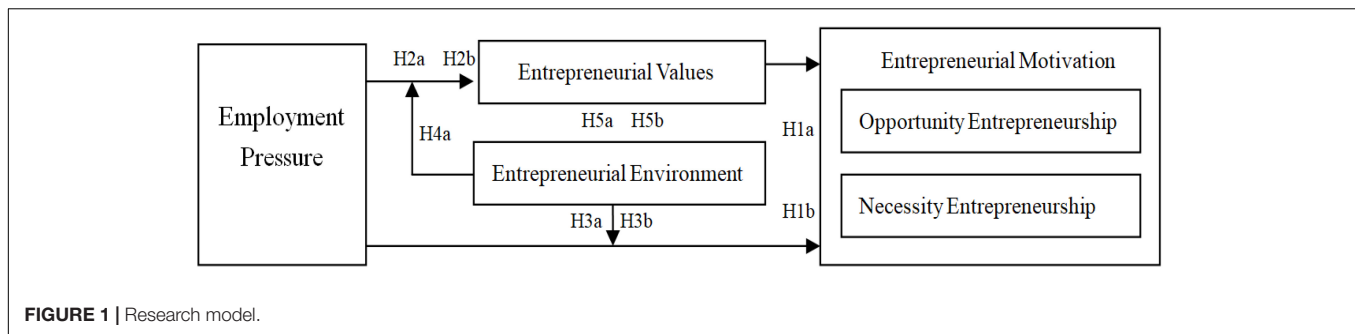 Employment
Pressure
H2a H2b
H4a
Entrepreneurial Values
H5a H5b
Entrepreneurial Environment
H3a H3b
H1a
H1b
Entrepreneurial Motivation
Opportunity Entrepreneurship
Necessity Entrepreneurship
FIGURE 1 | Research model.